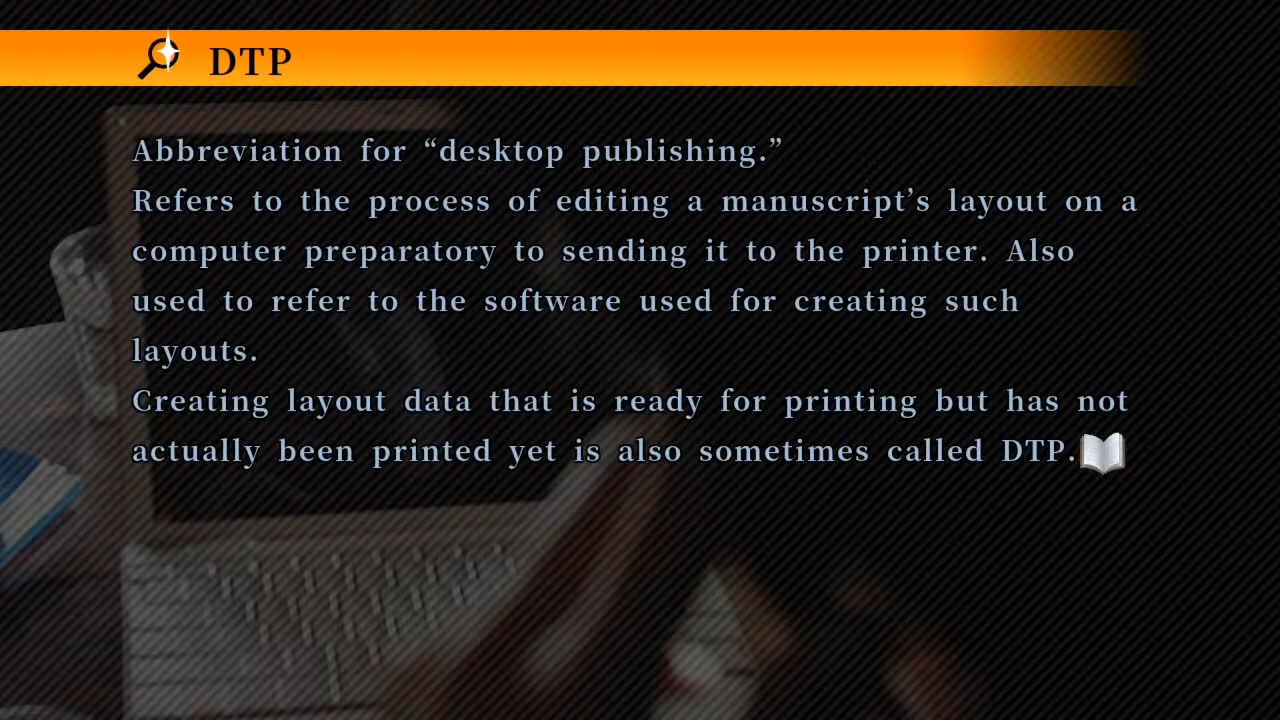 DTP
Abbreviation for “desktop publishing.”
Refers to the process of editing a manuscript’s layout on a
computer preparatory to sending it to the printer. Also
used to refer to the software used for creating such
layouts.
Creating layout data that is ready for printing but has not
actually been printed yet is also sometimes called DTP.